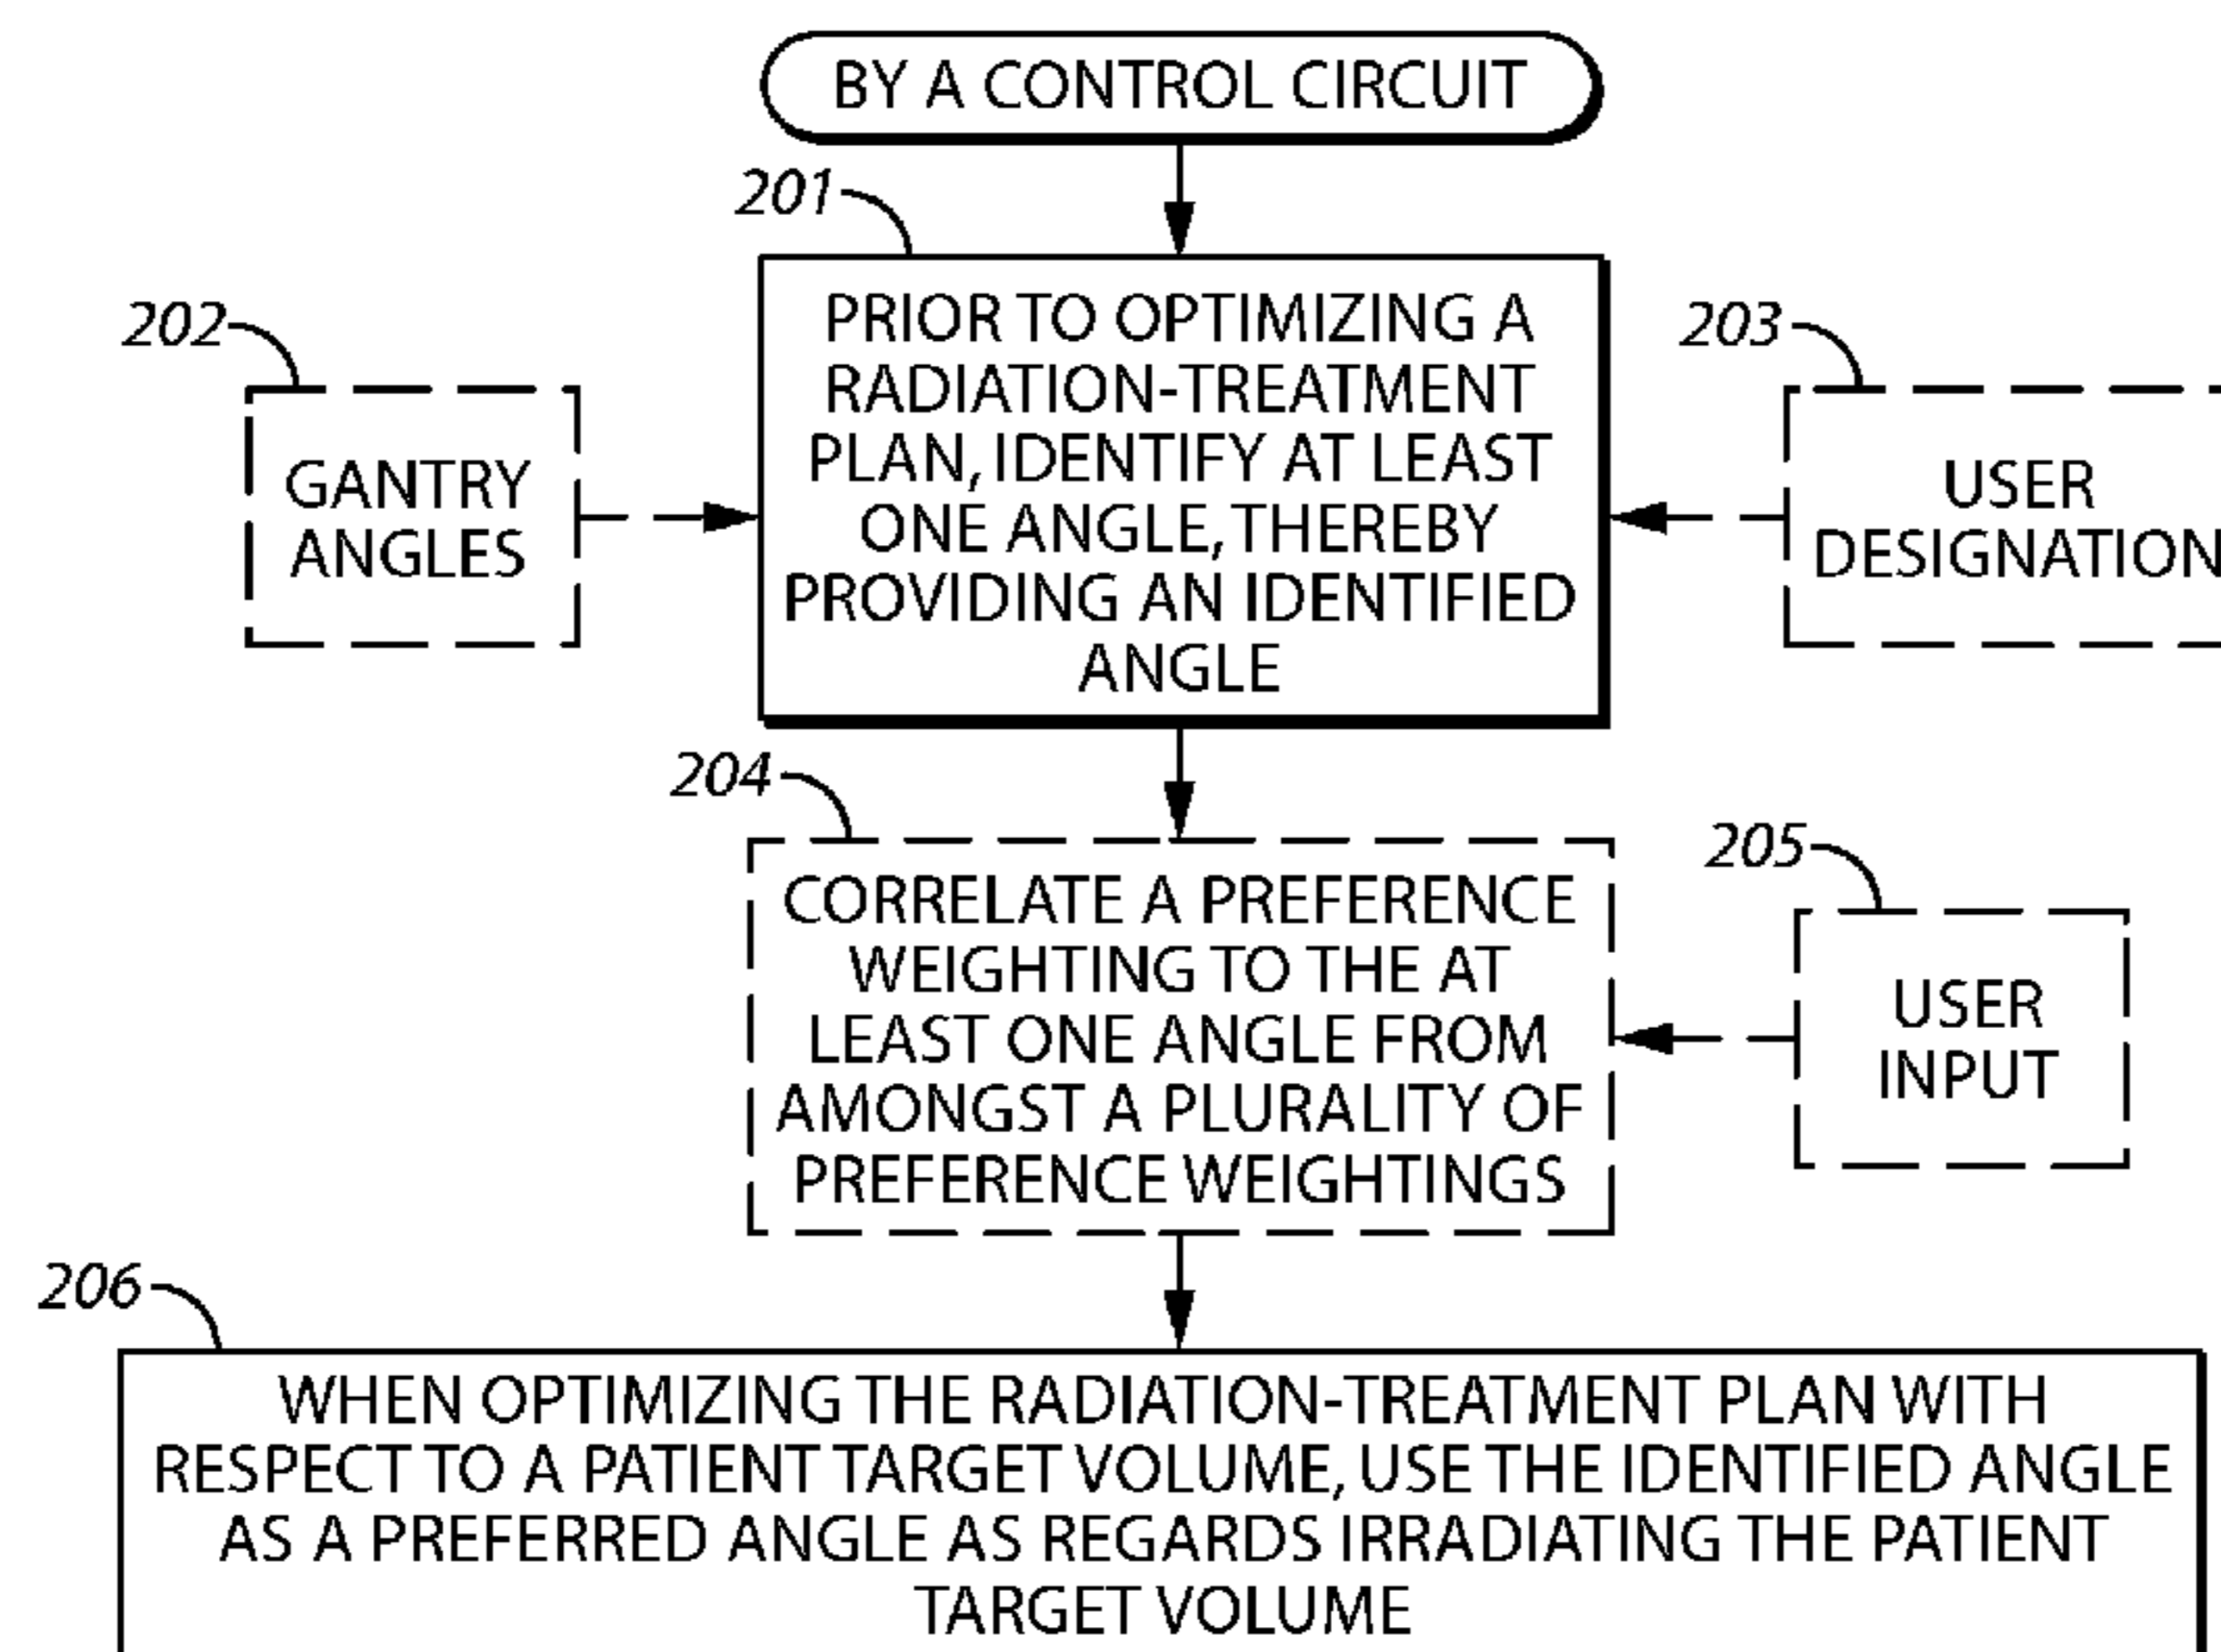 BY A CONTROL CIRCUIT
201
PRIOR TO OPTIMIZING A
RADIATION-TREATMENT
PLAN, IDENTIFY AT LEAST
ONE ANGLE, THEREBY
PROVIDING AN IDENTIFIED
ANGLE
202
GANTRY
ANGLES
203
USER
DESIGNATION
204
CORRELATE A PREFERENCE
WEIGHTING TO THE AT
LEAST ONE ANGLE FROM
AMONGST A PLURALITY OF
PREFERENCE WEIGHTINGS
205
USER
INPUT
206
WHEN OPTIMIZING THE RADIATION-TREATMENT PLAN WITH
RESPECT TO A PATIENT TARGET VOLUME, USE THE IDENTIFIED ANGLE
AS A PREFERRED ANGLE AS REGARDS IRRADIATING THE PATIENT
TARGET VOLUME